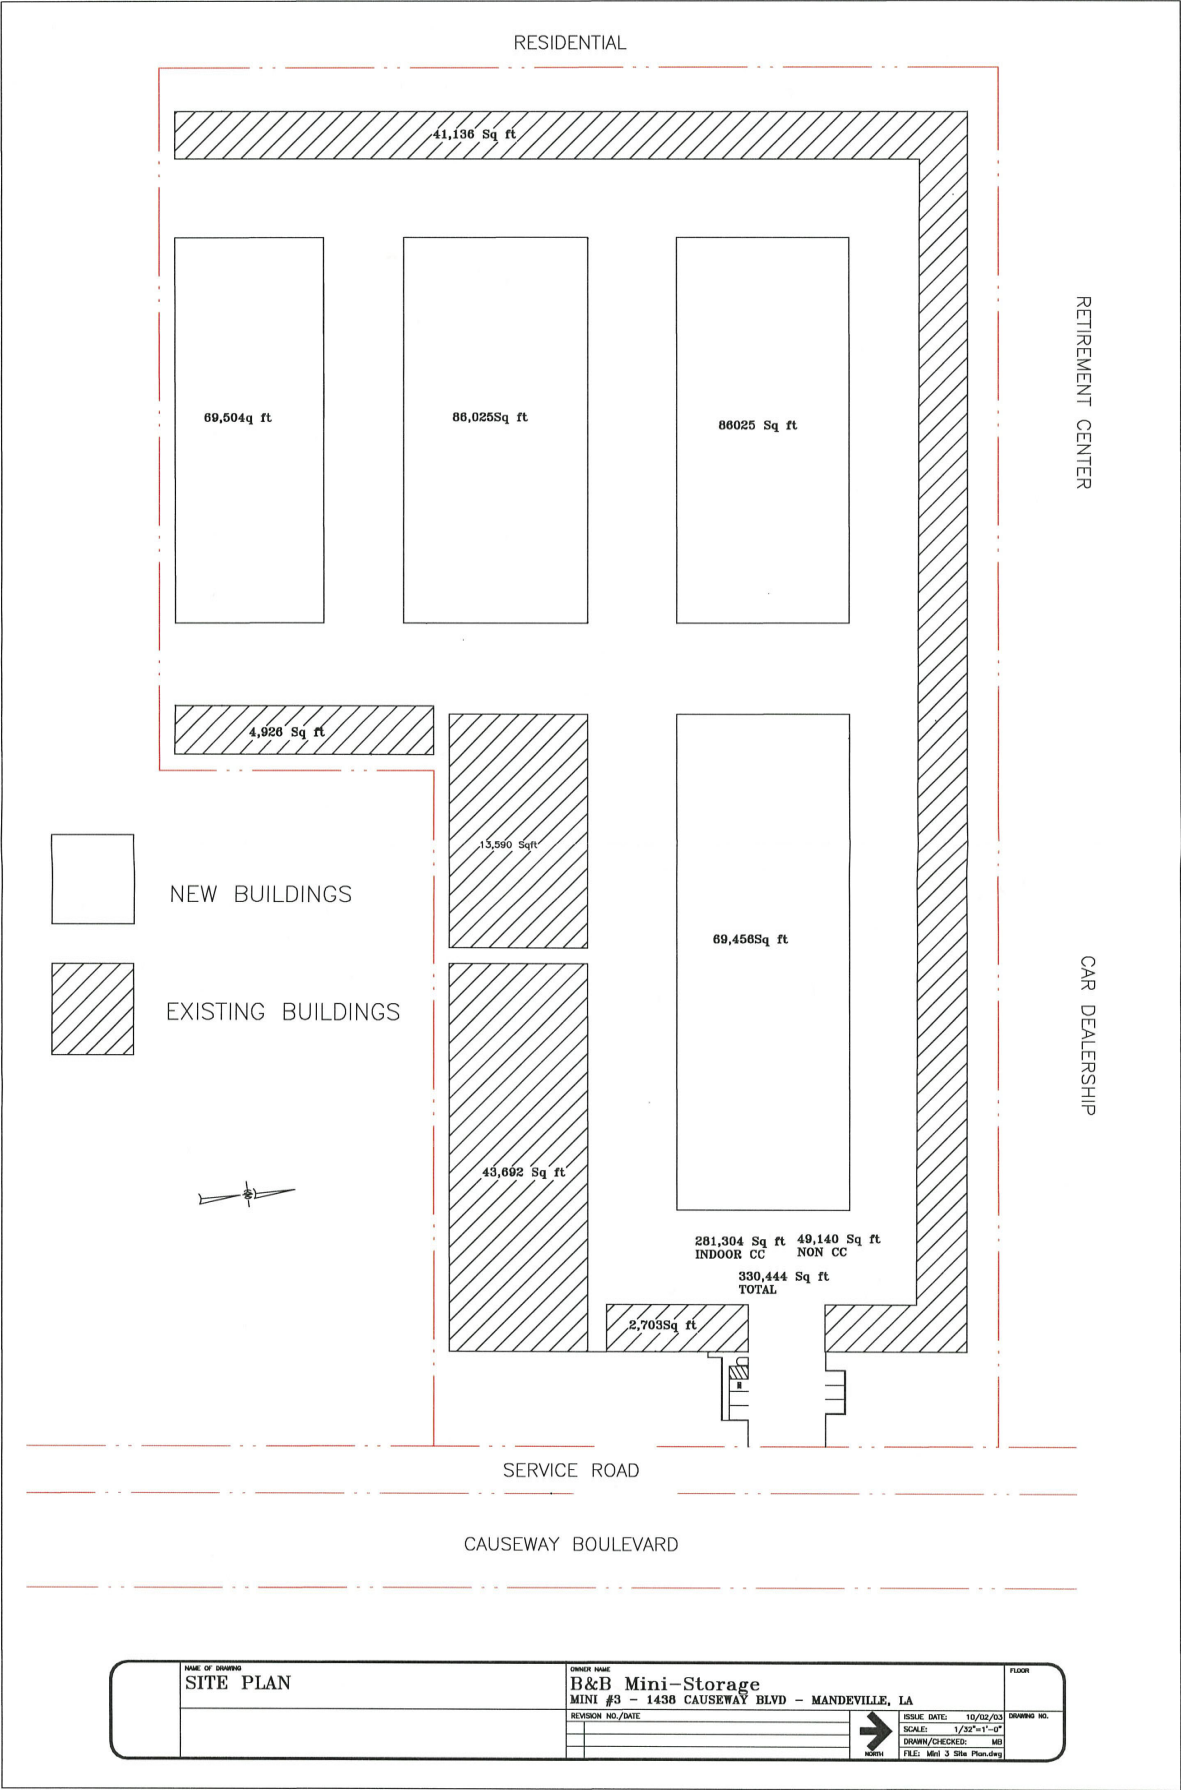 RESIDENTIAL
41,136 Sq ft
RETIREMENT CENTER
69,504q ft
86,025Sq ft
86025 Sq ft
4,926 Sq ft
13,590 Sqft
NEW BUILDINGS
69,456Sq ft
CAR DEALERSHIP
EXISTING BUILDINGS
43,692 Sq ft
281,304 Sq ft 49,140 Sq ft
INDOOR CC NON CC
330,444 Sq ft
TOTAL
2,703Sq ft
SERVICE ROAD
CAUSEWAY BOULEVARD
NAME OF DRAWING
SITE PLAN
OWNER NAME
B&B Mini-Storage
MINI #3 - 1438 CAUSEWAY BLVD - MANDEVILLE, LA
FLOOR
REVISION NO./DATE
NORTH
ISSUE DATE: 10/02/03
SCALE: 1/32"=1'-0"
DRAWN/CHECKED: MB
FILE: Mini 3 Site Plan.dwg
DRAWING NO.